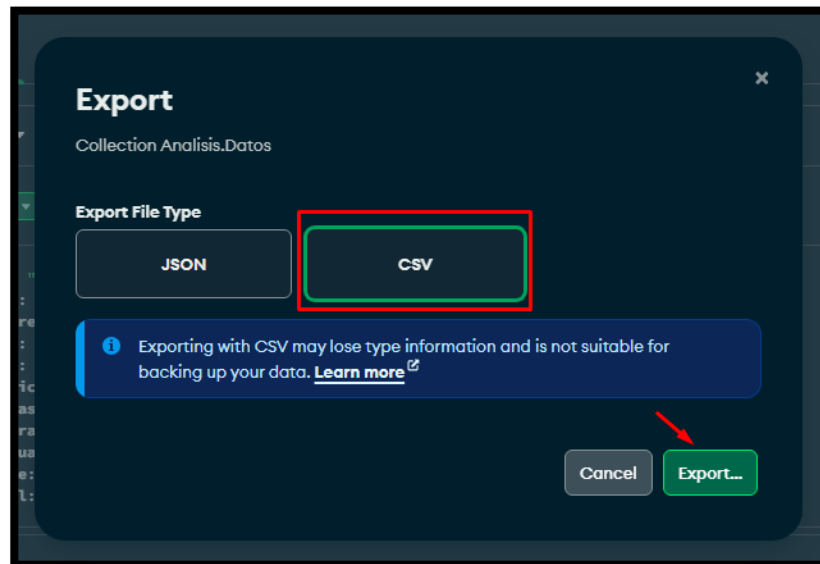 Export
Collection Analisis.Datos
Export File Type
JSON
CSV
Exporting with CSV may lose type information and is not suitable for
backing up your data. Learn more
Cancel
Export...